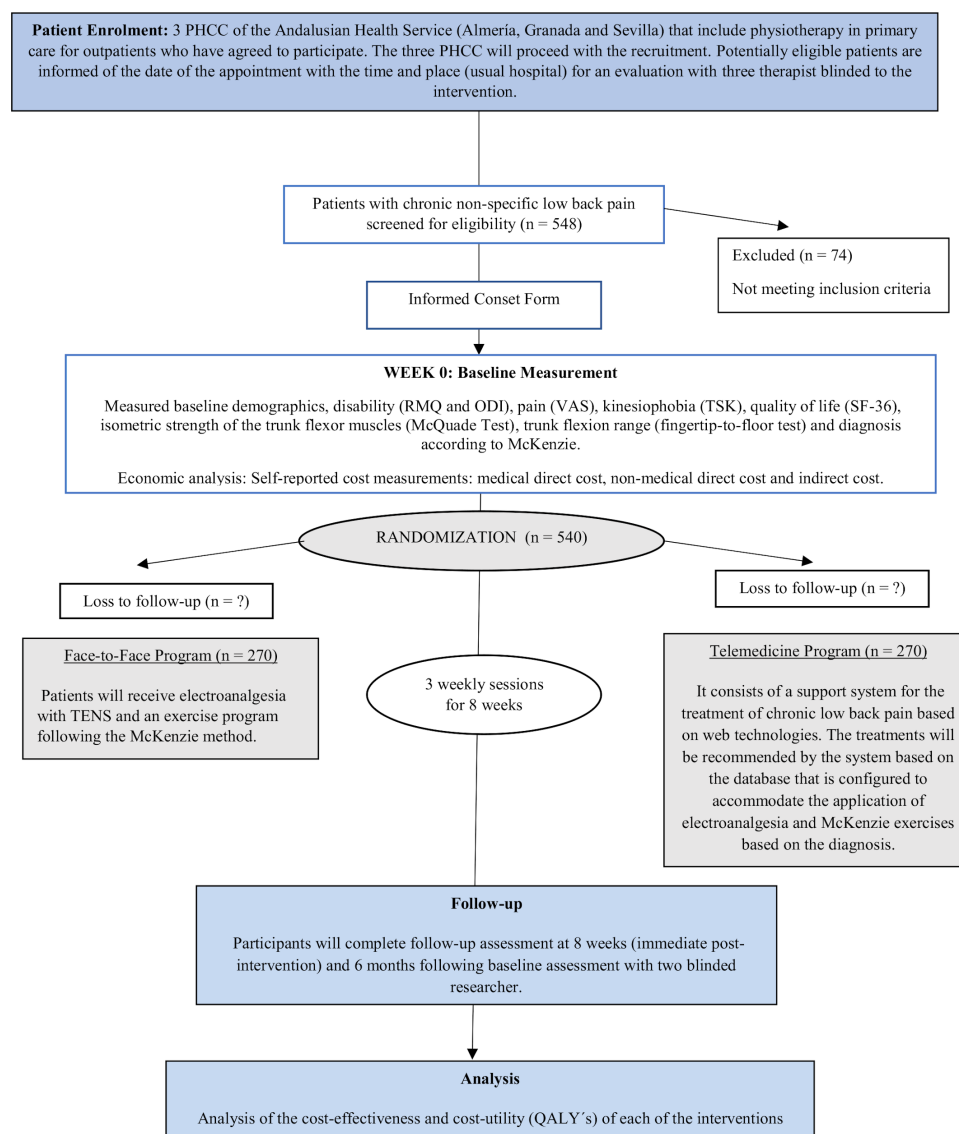 Patient Enrolment: 3 PHCC of the Andalusian Health Service (Almería, Granada and Sevilla) that include physiotherapy in primary
care for outpatients who have agreed to participate. The three PHCC will proceed with the recruitment. Potentially eligible patients are
informed of the date of the appointment with the time and place (usual hospital) for an evaluation with three therapist blinded to the
intervention.
Patients with chronic non-specific low back pain
screened for eligibility (n = 548)
Excluded (n = 74)
Not meeting inclusion criteria
Informed Conset Form
WEEK 0: Baseline Measurement
Measured baseline demographics, disability (RMQ and ODI), pain (VAS), kinesiophobia (TSK), quality of life (SF-36),
isometric strength of the trunk flexor muscles (McQuade Test), trunk flexion range (fingertip-to-floor test) and diagnosis
according to McKenzie.
Economic analysis: Self-reported cost measurements: medical direct cost, non-medical direct cost and indirect cost.
RANDOMIZATION (n = 540)
Loss to follow-up (n = ?)
Loss to follow-up (n = ?)
Face-to-Face Program (n = 270)
Patients will receive electroanalgesia
with TENS and an exercise program
following the McKenzie method.
3 weekly sessions
for 8 weeks
Telemedicine Program (n = 270)
It consists of a support system for the
treatment of chronic low back pain based
on web technologies. The treatments will
be recommended by the system based on
the database that is configured to
accommodate the application of
electroanalgesia and McKenzie exercises
based on the diagnosis.
Follow-up
Participants will complete follow-up assessment at 8 weeks (immediate post-
intervention) and 6 months following baseline assessment with two blinded
researcher.
Analysis
Analysis of the cost-effectiveness and cost-utility (QALY´s) of each of the interventions